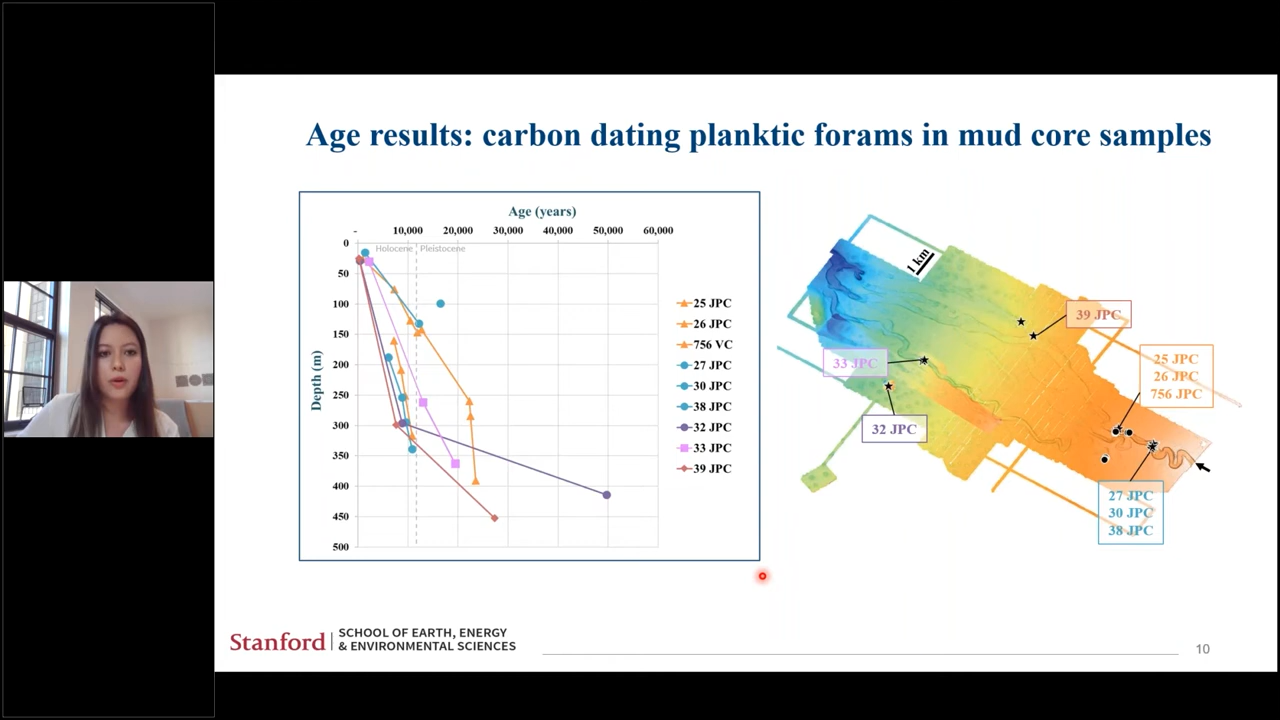 Age results: carbon dating planktic forams in mud core samples
Age (years)
- 10,000 20,000 30,000 40,000 50,000 60,000
Holocene Pleistocene
Depth (m)
0
50
100
150
200
250
300
350
400
450
500
25 JPC
26 JPC
756 VC
27 JPC
30 JPC
38 JPC
32 JPC
33 JPC
39 JPC
1 km
39 JPC
33 JPC
25 JPC
26 JPC
756 JPC
32 JPC
27 JPC
30 JPC
38 JPC
Stanford
SCHOOL OF EARTH, ENERGY
& ENVIRONMENTAL SCIENCES
10